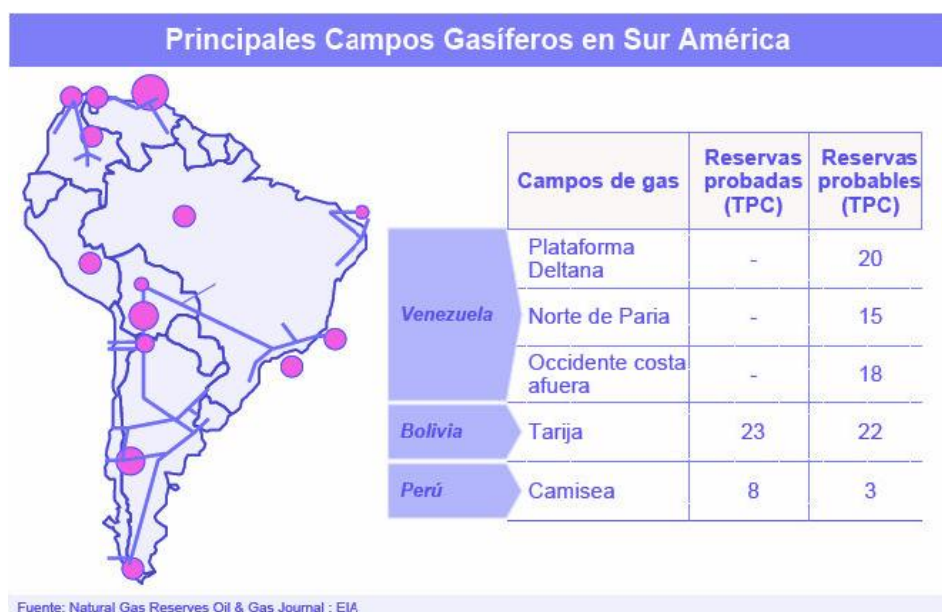 Principales Campos Gasíferos en Sur América
Campos de gas
Reservas
probadas
(TPC)
Reservas
probables
(TPC)
Venezuela
Plataforma
Deltana
-
20
Norte de Paria
-
15
Occidente costa
afuera
-
18
Bolivia
Tarija
23
22
Perú
Camisea
8
3
Fuente: Natural Gas Reserves Oil & Gas Journal : EIA